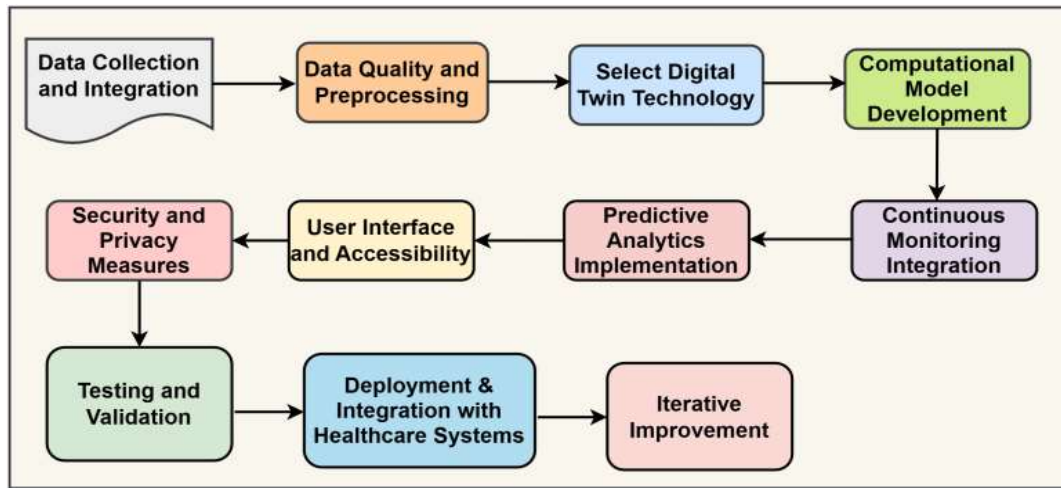 Data Collection
and Integration
Data Quality and
Preprocessing
Select Digital
Twin Technology
Computational
Model
Development
Continuous
Monitoring
Integration
Predictive
Analytics
Implementation
User Interface
and Accessibility
Security and
Privacy
Measures
Testing and
Validation
Deployment &
Integration with
Healthcare Systems
Iterative
Improvement